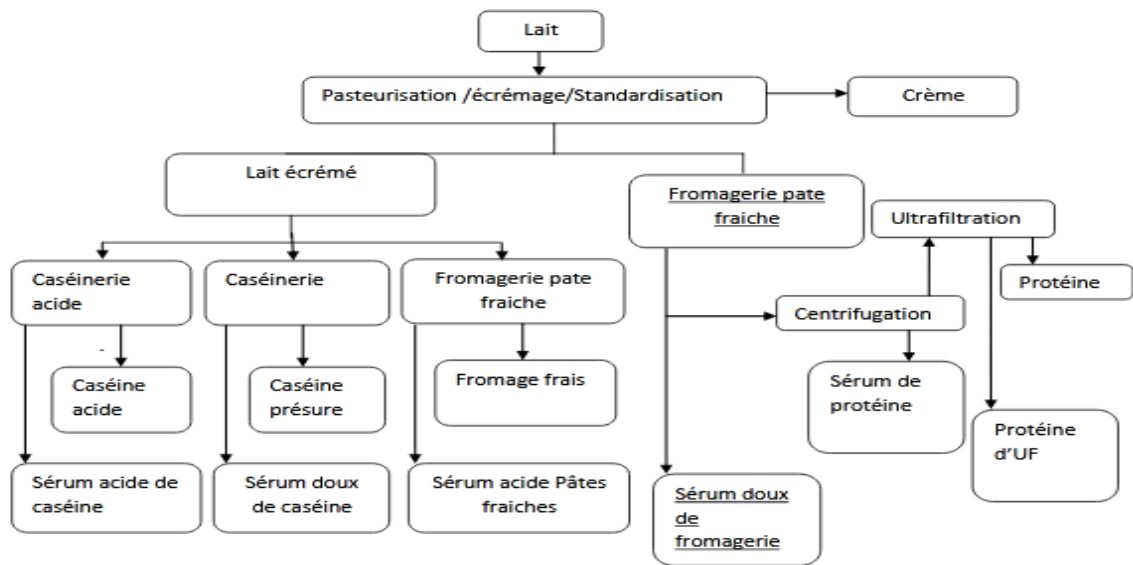 Lait
Pasteurisation /écrémage/Standardisation
Crème
Lait écrémé
Fromagerie pate
fraiche
Ultrafiltration
Caséinerie
acide
Caséinerie
Fromagerie pate
fraiche
Protéine
Centrifugation
Caséine
acide
Caséine
présure
Fromage frais
Sérum de
protéine
Protéine
d’UF
Sérum acide de
caséine
Sérum doux
de caséine
Sérum acide Pâtes
fraiches
Sérum doux
de
fromagerie